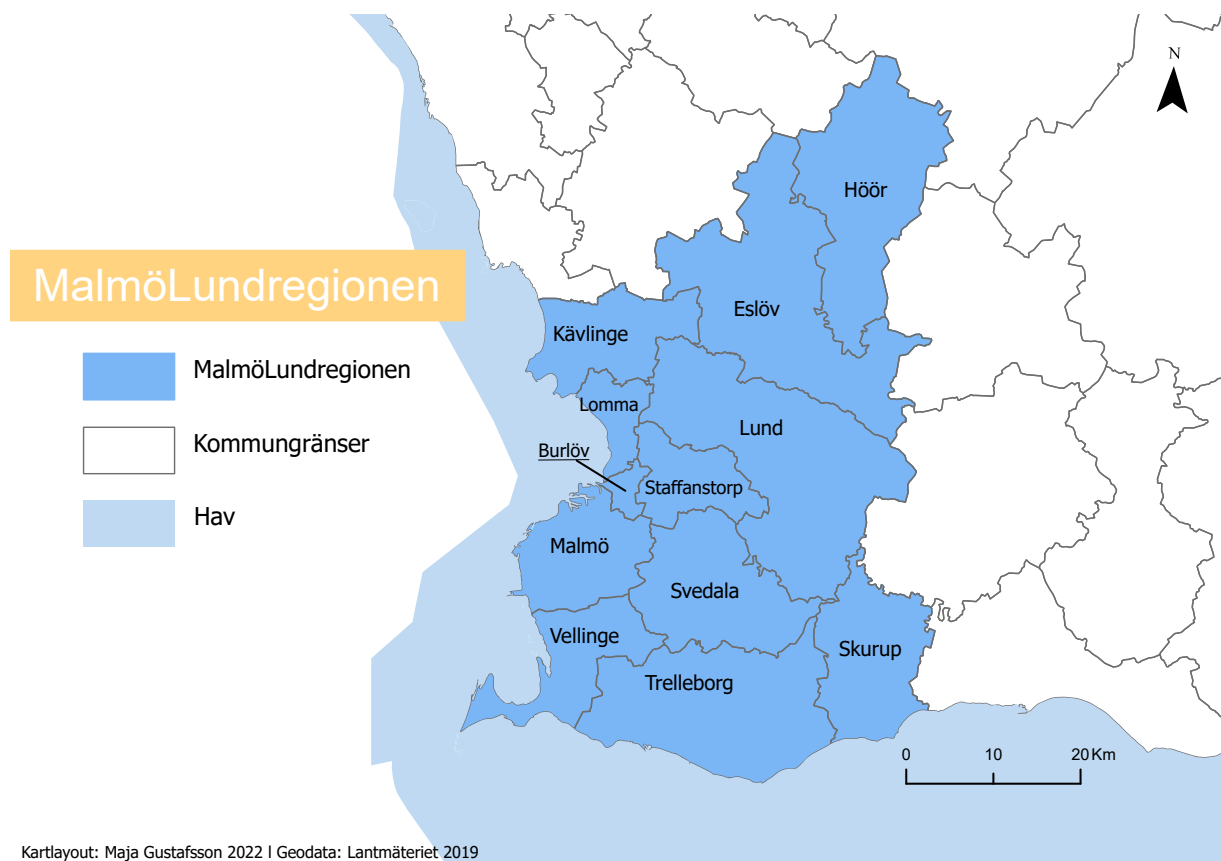 N
Höör
MalmöLundregionen
Eslöv
Kävlinge
MalmöLundregionen
Lomma
Lund
Kommungränser
Burlöv
Staffanstorp
Hav
Malmö
Svedala
Vellinge
Skurup
Trelleborg
0 10 20 Km
Kartlayout: Maja Gustafsson 2022 l Geodata: Lantmäteriet 2019